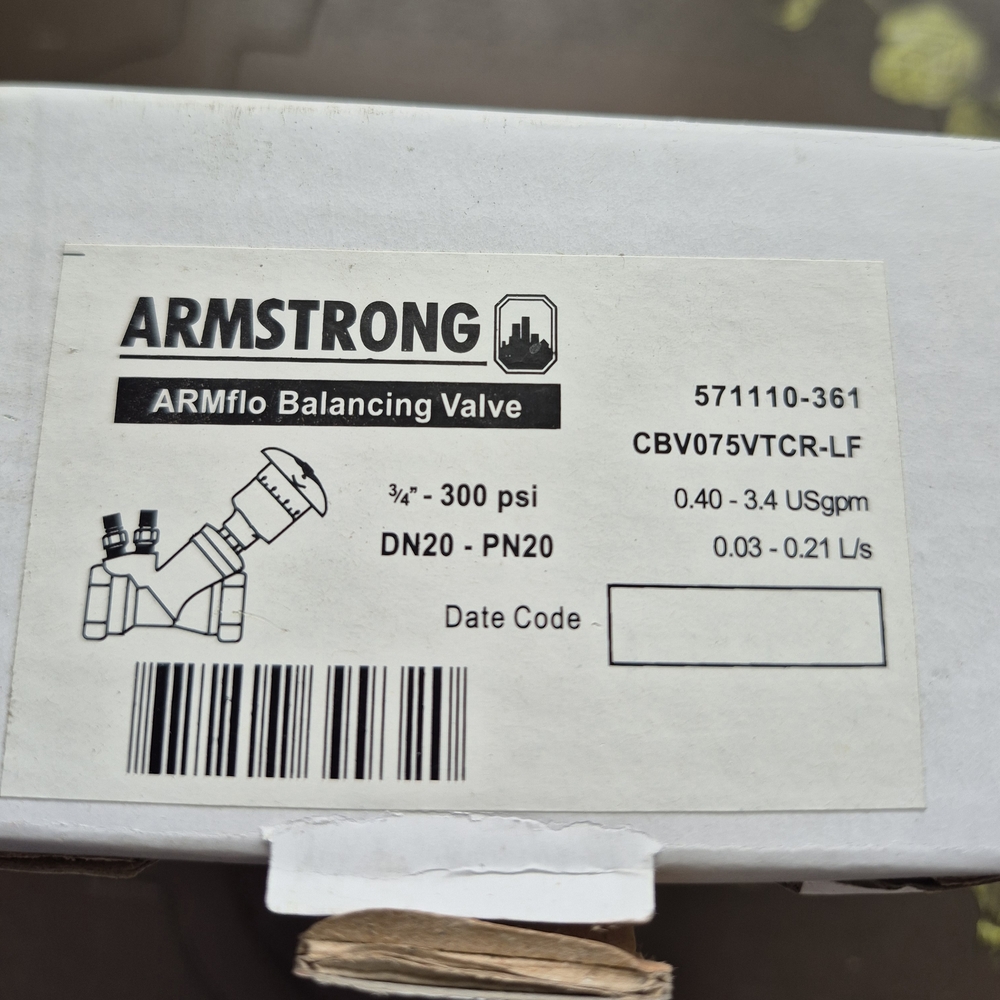 ARMSTRONG
ARMflo Balancing Valve
571110-361
CBV075VTCR-LF
3/4" - 300 psi
0.40 - 3.4 USgpm
DN20 - PN20
0.03 - 0.21 L/s
Date Code